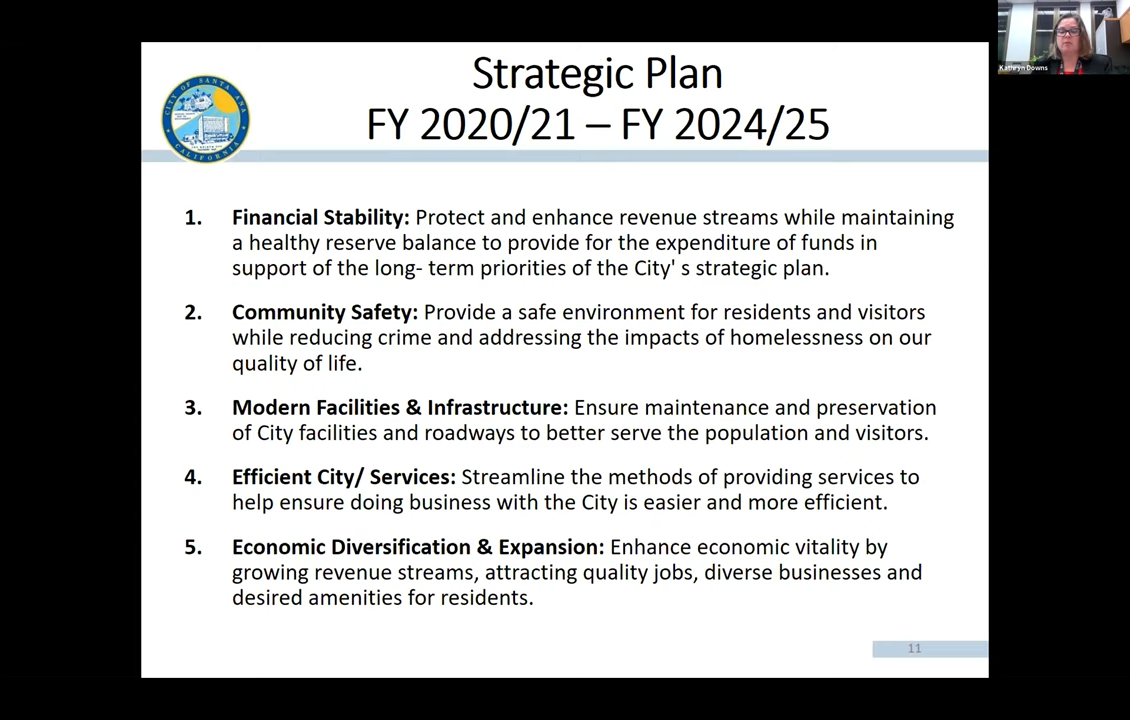 Strategic Plan
FY 2020/21 – FY 2024/25
CITY OF SANTA ANA
CALIFORNIA
1. Financial Stability: Protect and enhance revenue streams while maintaining
a healthy reserve balance to provide for the expenditure of funds in
support of the long- term priorities of the City' s strategic plan.
2. Community Safety: Provide a safe environment for residents and visitors
while reducing crime and addressing the impacts of homelessness on our
quality of life.
3. Modern Facilities & Infrastructure: Ensure maintenance and preservation
of City facilities and roadways to better serve the population and visitors.
4. Efficient City/ Services: Streamline the methods of providing services to
help ensure doing business with the City is easier and more efficient.
5. Economic Diversification & Expansion: Enhance economic vitality by
growing revenue streams, attracting quality jobs, diverse businesses and
desired amenities for residents.
11
Kathryn Downs